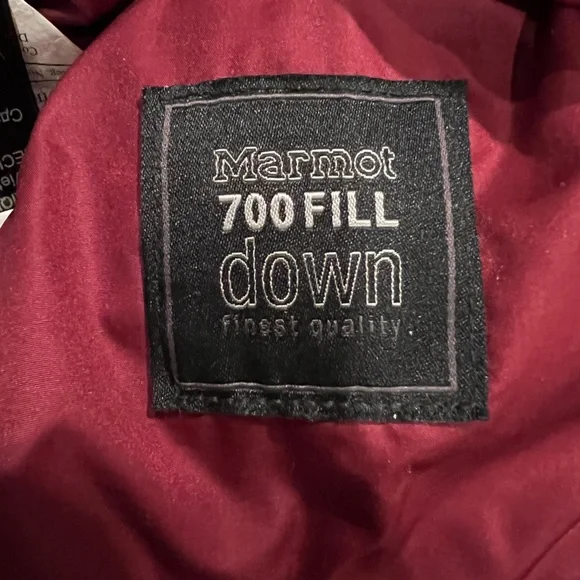 Marmot
700 FILL
down
finest quality